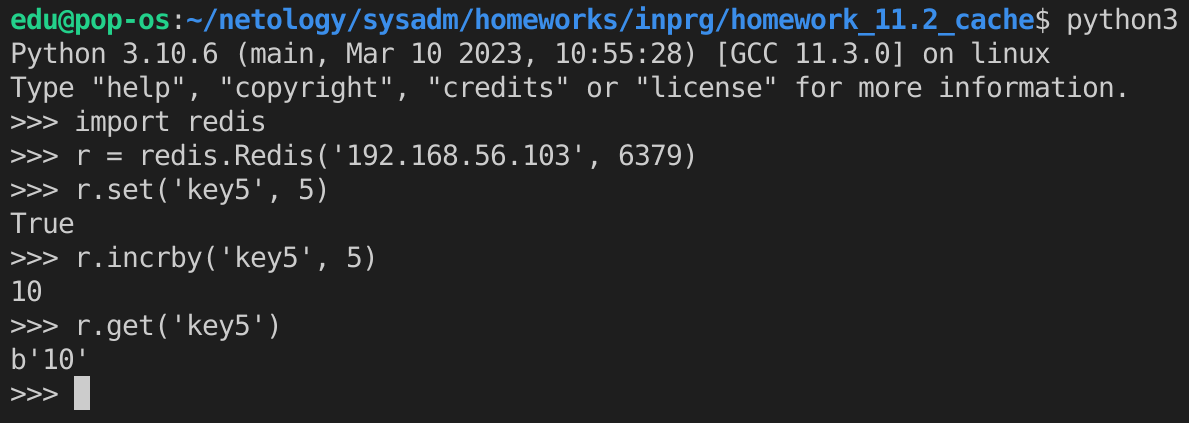 edu@pop-os:~/netology/sysadm/homeworks/inprg/homework_11.2_cache$ python3
Python 3.10.6 (main, Mar 10 2023, 10:55:28) [GCC 11.3.0] on linux
Type "help", "copyright", "credits" or "license" for more information.
>>> import redis
>>> r = redis.Redis('192.168.56.103', 6379)
>>> r.set('key5', 5)
True
>>> r.incrby('key5', 5)
10
>>> r.get('key5')
b'10'
>>>